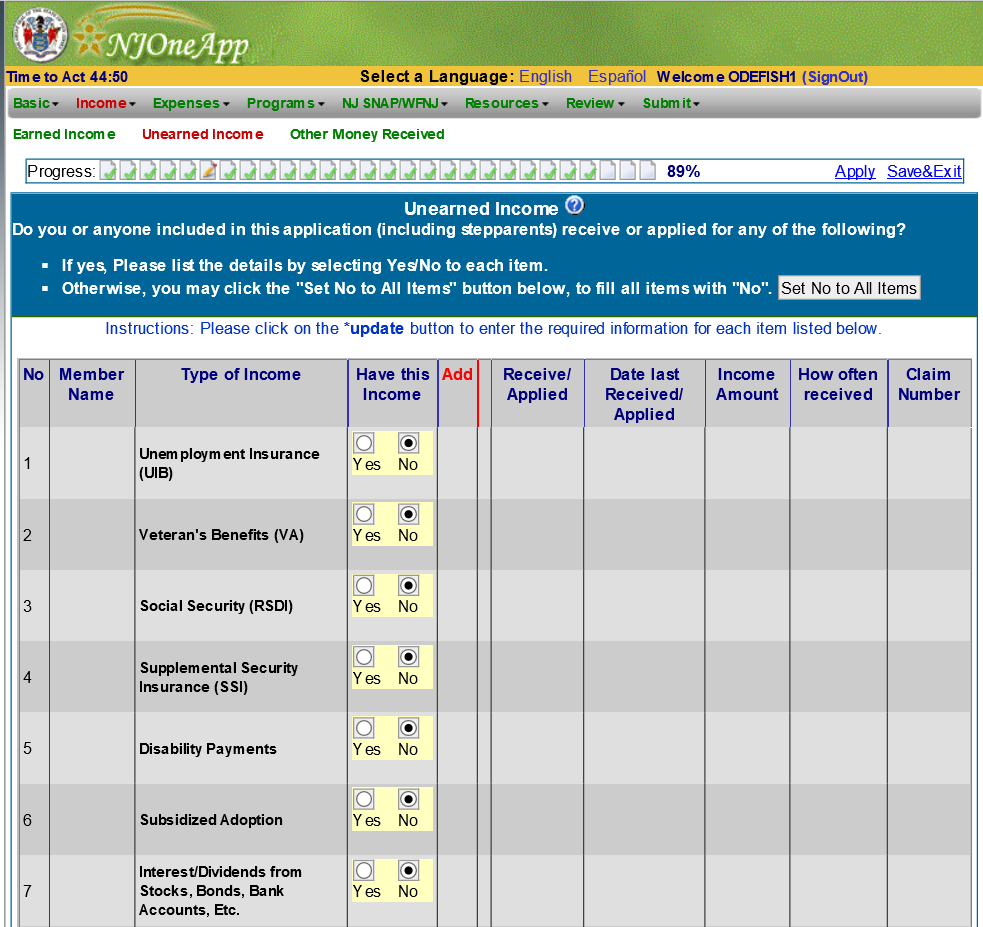 NJOneApp
Time to Act 44:50 Select a Language: English Español Welcome ODEFISH1 (SignOut)
Basic Income Expenses Programs NJ SNAP/WFNJ Resources Review Submit
Earned Income Unearned Income Other Money Received
Progress: 89% Apply Save&Exit
Unearned Income ?
Do you or anyone included in this application (including stepparents) receive or applied for any of the following?
▪ If yes, Please list the details by selecting Yes/No to each item.
▪ Otherwise, you may click the "Set No to All Items" button below, to fill all items with "No". Set No to All Items
Instructions: Please click on the *update button to enter the required information for each item listed below.
No Member Type of Income Have this Add Receive/ Date last Income How often Claim
Name Income Applied Received/ Amount received Number
Applied
1 Unemployment Insurance
(UIB)
Yes No
2 Veteran's Benefits (VA)
Yes No
3 Social Security (RSDI)
Yes No
4 Supplemental Security
Insurance (SSI)
Yes No
5 Disability Payments
Yes No
6 Subsidized Adoption
Yes No
7 Interest/Dividends from
Stocks, Bonds, Bank
Accounts, Etc.
Yes No